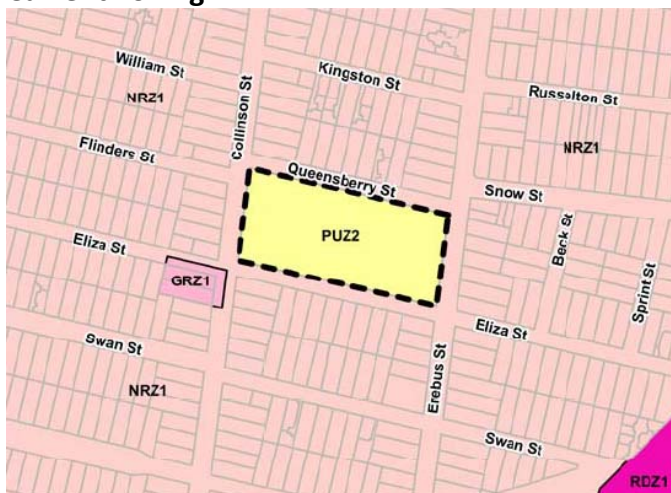 William St
Kingston St
Russelton St
NRZ1
Collinson St
NRZ1
Flinders St
Queensberry St
Snow St
Beck St
PUZ2
Eliza St
GRZ1
Sprint St
Eliza St
Swan St
Erebus St
NRZ1
Swan St
RDZ1